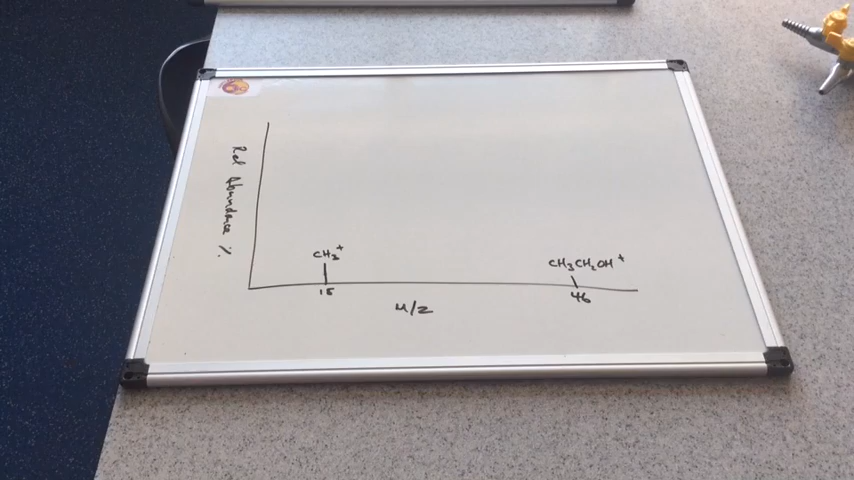 Rel Abundance %
CH₃⁺
15
CH₃CH₂OH⁺
46
M/z